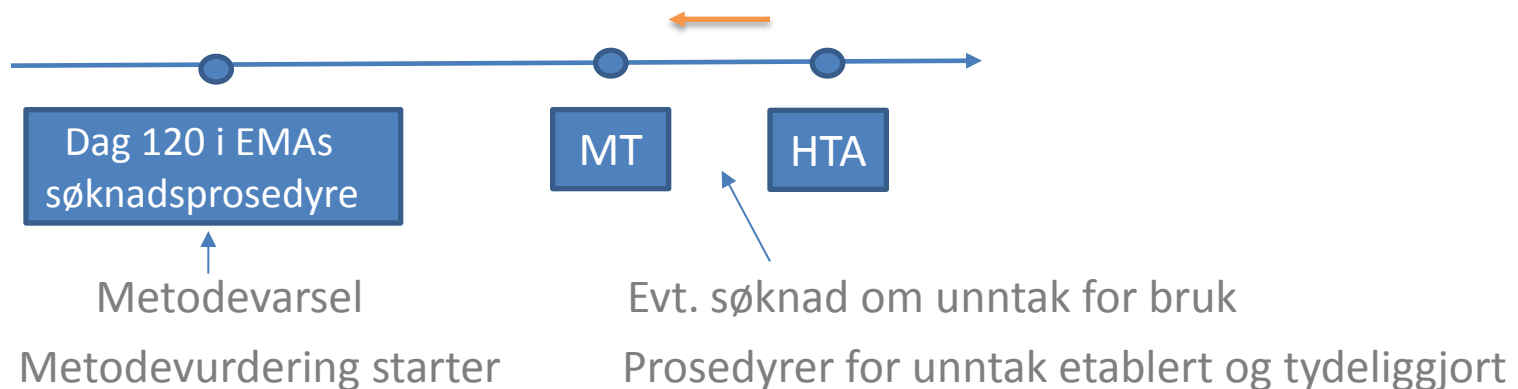 Dag 120 i EMAs
søknadsprosedyre
MT
HTA
Metodevarsel
Evt. søknad om unntak for bruk
Metodevurdering starter
Prosedyrer for unntak etablert og tydeliggjort